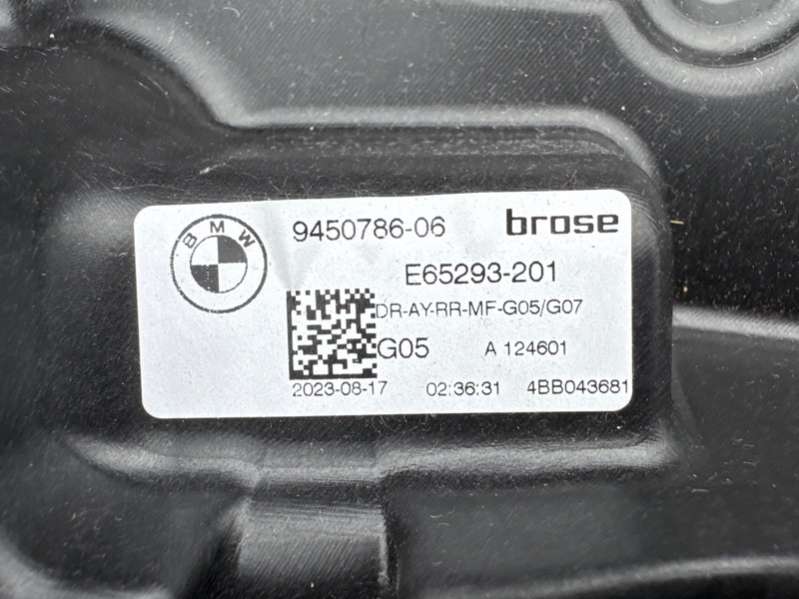 BMW
9450786-06 brose
E65293-201
DR-AY-RR-MF-G05/G07
G05 A 124601
2023-08-17 02:36:31 4BB043681